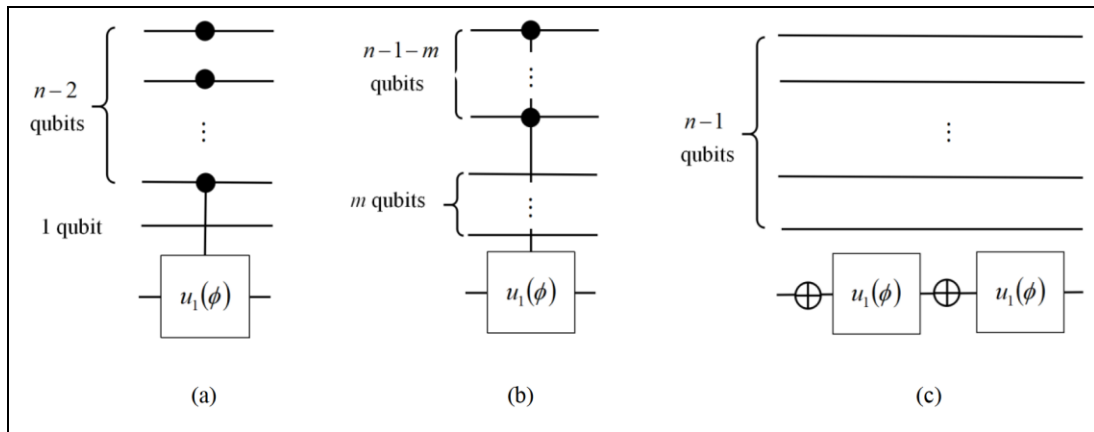 n−2
qubits
⋮
1 qubit
u₁(ϕ)
(a)
n−1−m
qubits
⋮
m qubits
⋮
u₁(ϕ)
(b)
n−1
qubits
⋮
u₁(ϕ) u₁(ϕ)
(c)